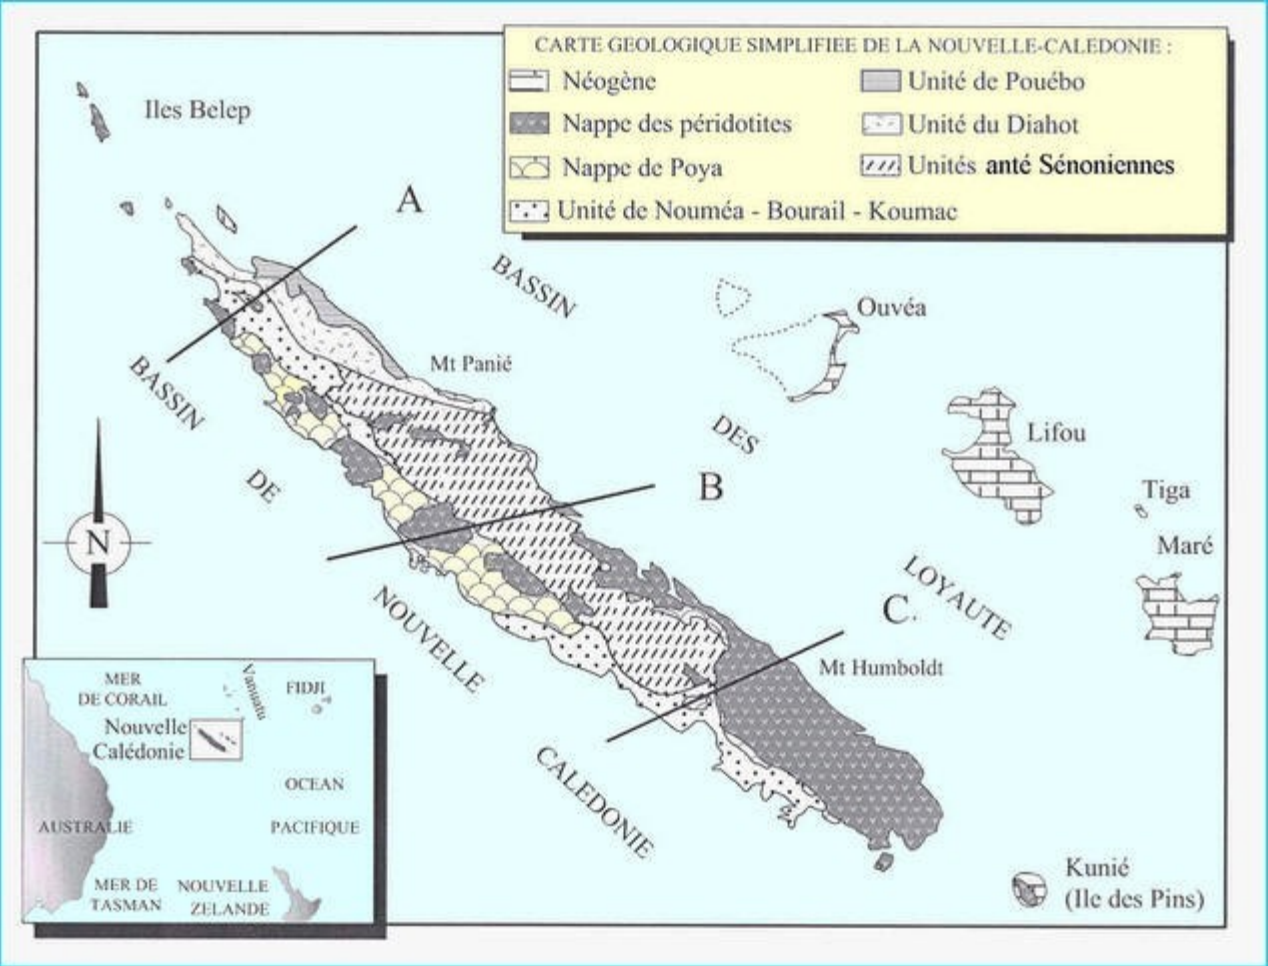 CARTE GEOLOGIQUE SIMPLIFIEE DE LA NOUVELLE-CALEDONIE :
Néogène
Unité de Pouébo
Nappe des péridotites
Unité du Diahot
Nappe de Poya
Unités anté Sénoniennes
Unité de Nouméa - Bourail - Koumac
Iles Belep
A
BASSIN
Ouvéa
Mt Panié
BASSIN
DES
Lifou
DE
B
Tiga
N
Maré
LOYAUTE
NOUVELLE
C.
Mt Humboldt
CALEDONIE
Kunié
(Ile des Pins)
MER
DE CORAIL
Vanuatu
FIDJI
Nouvelle
Calédonie
OCEAN
AUSTRALIE
PACIFIQUE
MER DE
TASMAN
NOUVELLE
ZELANDE